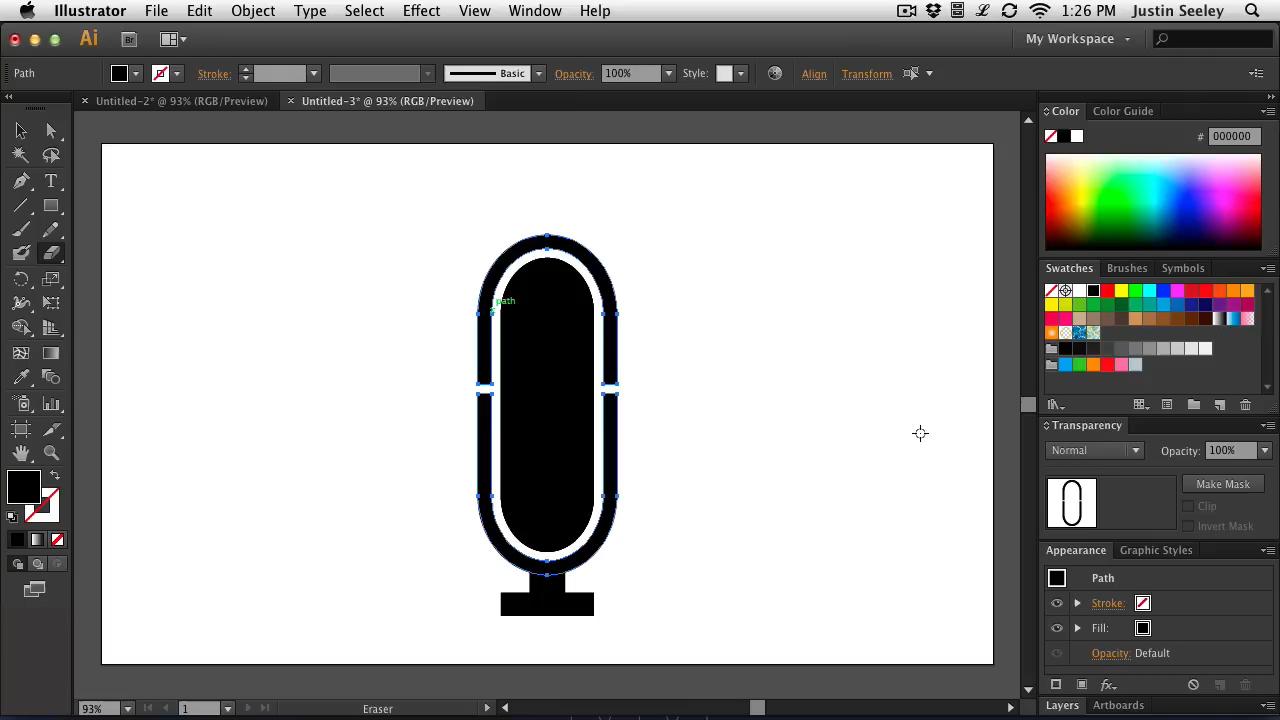 Illustrator File Edit Object Type Select Effect View Window Help 1:26 PM Justin Seeley
Ai Br My Workspace
Path Stroke: Basic Opacity: 100% Style: Align Transform
Untitled-2* @ 93% (RGB/Preview) Untitled-3* @ 93% (RGB/Preview)
Color Color Guide
# 000000
Swatches Brushes Symbols
path
Transparency
Normal Opacity: 100%
Make Mask
Clip
Invert Mask
Appearance Graphic Styles
Path
Stroke:
Fill:
Opacity: Default
Layers Artboards
93% 1 Eraser